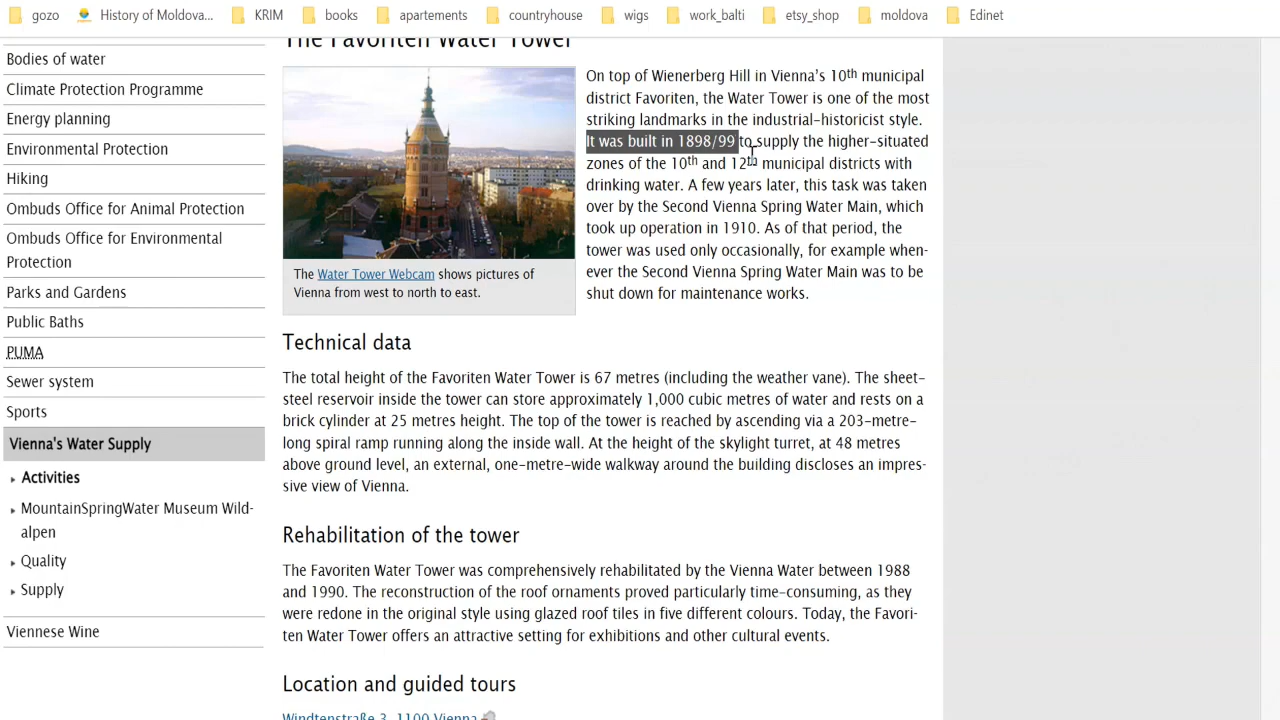 gozo
History of Moldova...
KRIM
books
apartements
countryhouse
wigs
work_balti
etsy_shop
moldova
Edinet
Bodies of water
Climate Protection Programme
Energy planning
Environmental Protection
Hiking
Ombuds Office for Animal Protection
Ombuds Office for Environmental
Protection
Parks and Gardens
Public Baths
PUMA
Sewer system
Sports
Vienna's Water Supply
Activities
MountainSpringWater Museum Wild-
alpen
Quality
Supply
Viennese Wine
The Favoriten Water Tower
The Water Tower Webcam shows pictures of
Vienna from west to north to east.
On top of Wienerberg Hill in Vienna's 10th municipal
district Favoriten, the Water Tower is one of the most
striking landmarks in the industrial-historicist style.
It was built in 1898/99 to supply the higher-situated
zones of the 10th and 12th municipal districts with
drinking water. A few years later, this task was taken
over by the Second Vienna Spring Water Main, which
took up operation in 1910. As of that period, the
tower was used only occasionally, for example when-
ever the Second Vienna Spring Water Main was to be
shut down for maintenance works.
Technical data
The total height of the Favoriten Water Tower is 67 metres (including the weather vane). The sheet-
steel reservoir inside the tower can store approximately 1,000 cubic metres of water and rests on a
brick cylinder at 25 metres height. The top of the tower is reached by ascending via a 203-metre-
long spiral ramp running along the inside wall. At the height of the skylight turret, at 48 metres
above ground level, an external, one-metre-wide walkway around the building discloses an impres-
sive view of Vienna.
Rehabilitation of the tower
The Favoriten Water Tower was comprehensively rehabilitated by the Vienna Water between 1988
and 1990. The reconstruction of the roof ornaments proved particularly time-consuming, as they
were redone in the original style using glazed roof tiles in five different colours. Today, the Favori-
ten Water Tower offers an attractive setting for exhibitions and other cultural events.
Location and guided tours
Windtenstraße 3, 1100 Vienna